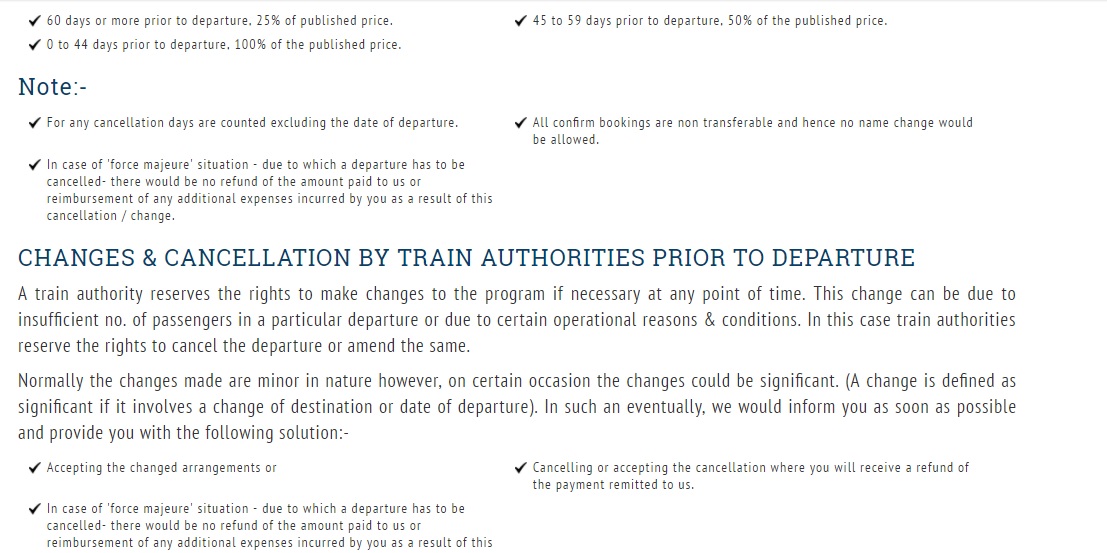 60 days or more prior to departure, 25% of published price.
45 to 59 days prior to departure, 50% of the published price.
0 to 44 days prior to departure, 100% of the published price.
Note:-
For any cancellation days are counted excluding the date of departure.
All confirm bookings are non transferable and hence no name change would
be allowed.
In case of 'force majeure' situation - due to which a departure has to be
cancelled- there would be no refund of the amount paid to us or
reimbursement of any additional expenses incurred by you as a result of this
cancellation / change.
CHANGES & CANCELLATION BY TRAIN AUTHORITIES PRIOR TO DEPARTURE
A train authority reserves the rights to make changes to the program if necessary at any point of time. This change can be due to
insufficient no. of passengers in a particular departure or due to certain operational reasons & conditions. In this case train authorities
reserve the rights to cancel the departure or amend the same.
Normally the changes made are minor in nature however, on certain occasion the changes could be significant. (A change is defined as
significant if it involves a change of destination or date of departure). In such an eventually, we would inform you as soon as possible
and provide you with the following solution:-
Accepting the changed arrangements or
Cancelling or accepting the cancellation where you will receive a refund of
the payment remitted to us.
In case of 'force majeure' situation - due to which a departure has to be
cancelled- there would be no refund of the amount paid to us or
reimbursement of any additional expenses incurred by you as a result of this